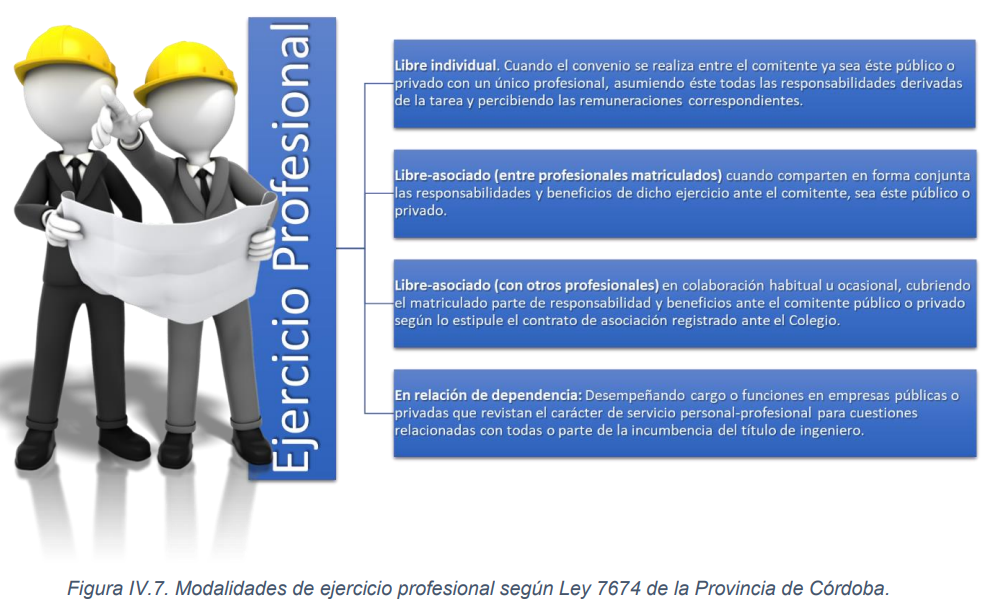 Ejercicio Profesional
Libre individual. Cuando el convenio se realiza entre el comitente ya sea éste público o
privado con un único profesional, asumiendo éste todas las responsabilidades derivadas
de la tarea y percibiendo las remuneraciones correspondientes.
Libre-asociado (entre profesionales matriculados) cuando comparten en forma conjunta
las responsabilidades y beneficios de dicho ejercicio ante el comitente, sea éste público o
privado.
Libre-asociado (con otros profesionales) en colaboración habitual u ocasional, cubriendo
el matriculado parte de responsabilidad y beneficios ante el comitente público o privado
según lo estipule el contrato de asociación registrado ante el Colegio.
En relación de dependencia: Desempeñando cargo o funciones en empresas públicas o
privadas que revistan el carácter de servicio personal-profesional para cuestiones
relacionadas con todas o parte de la incumbencia del título de ingeniero.
Figura IV.7. Modalidades de ejercicio profesional según Ley 7674 de la Provincia de Córdoba.